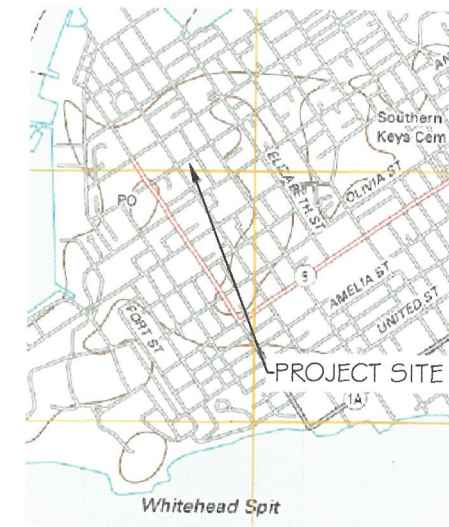 AN
Southern
Keys Cem
ELIZABETH ST
OLIVIA ST
PO
5
AMELIA ST
UNITED ST
FORT ST
PROJECT SITE
1A
Whitehead Spit